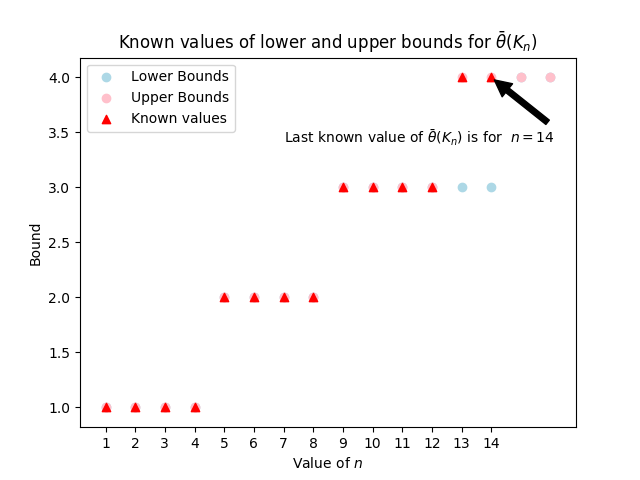 Known values of lower and upper bounds for θ̄(Kₙ)
Lower Bounds
Upper Bounds
Known values
Last known value of θ̄(Kₙ) is for n = 14
Bound
4.0
3.5
3.0
2.5
2.0
1.5
1.0
1 2 3 4 5 6 7 8 9 10 11 12 13 14
Value of n